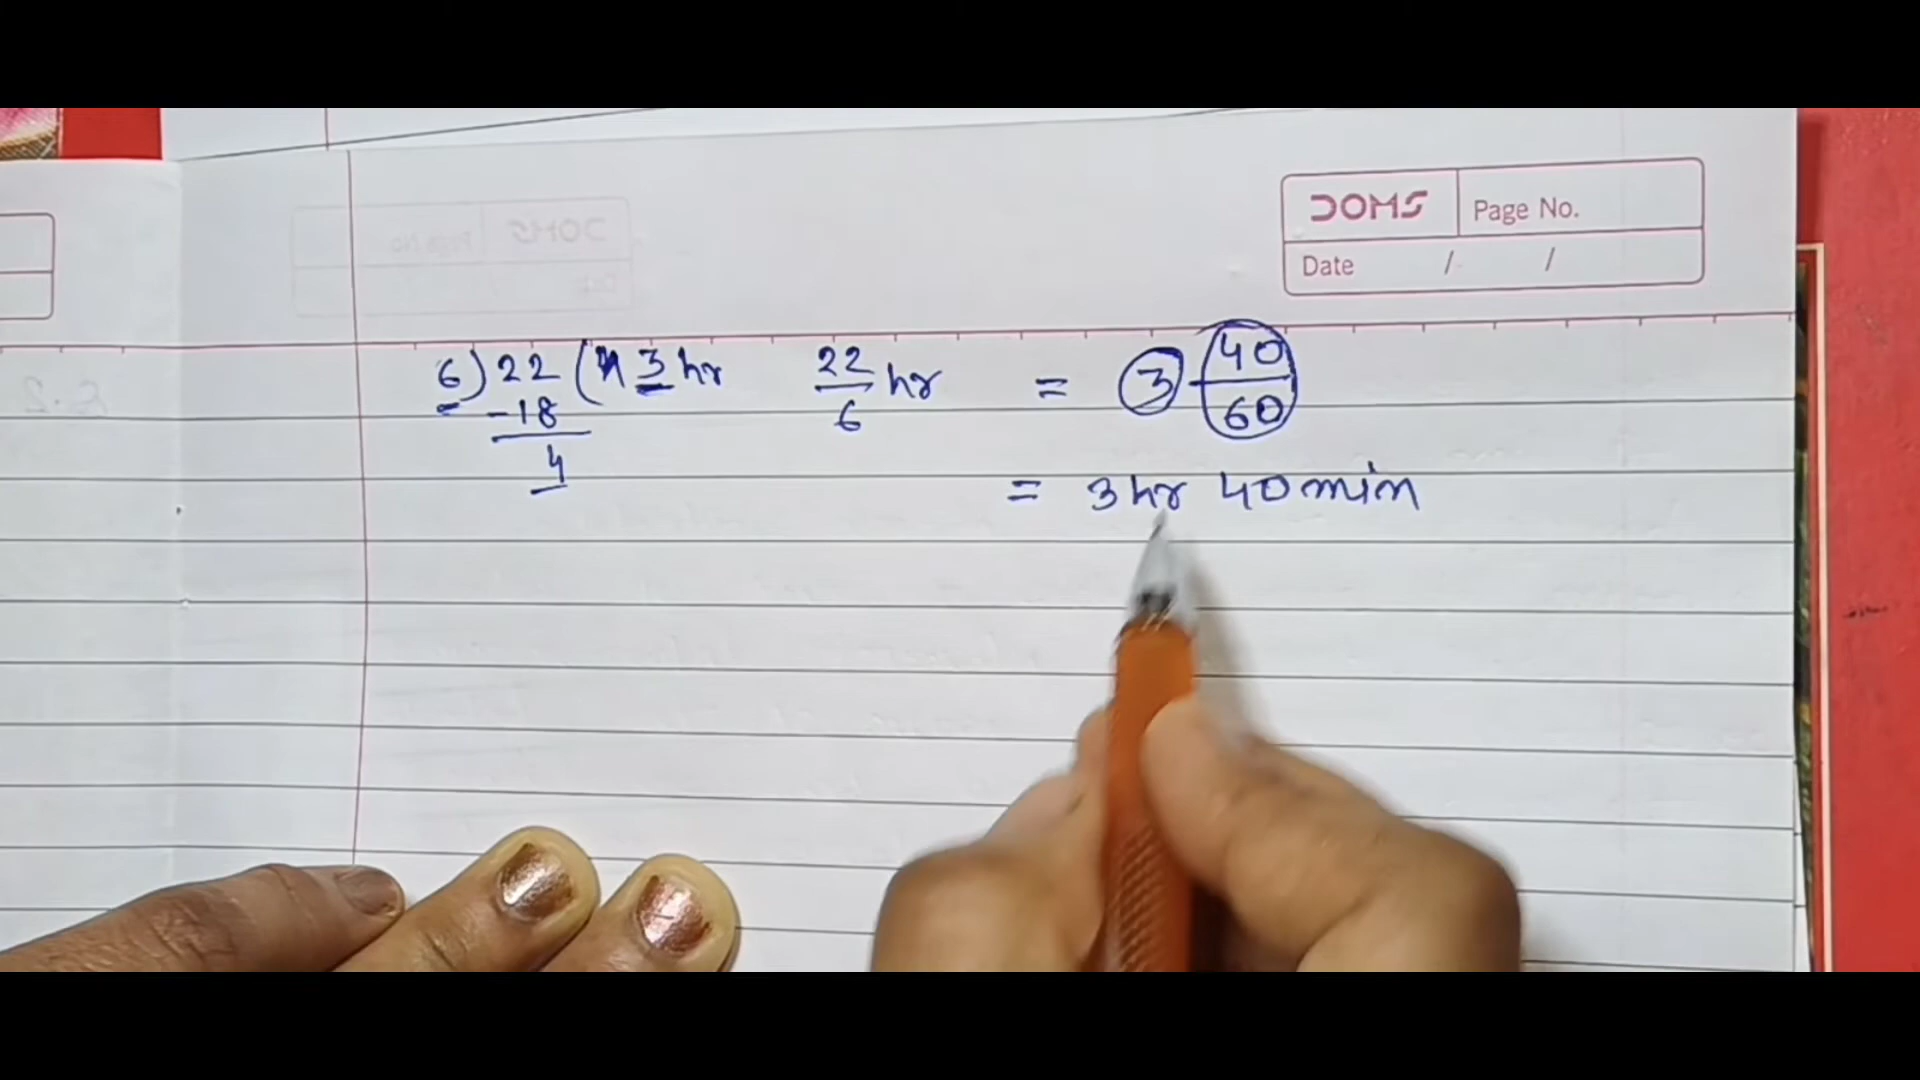 DOMS Page No.
Date / /
6)22(3 hr 22/6 hr = 3 40/60
-18
4
= 3 hr 40 min